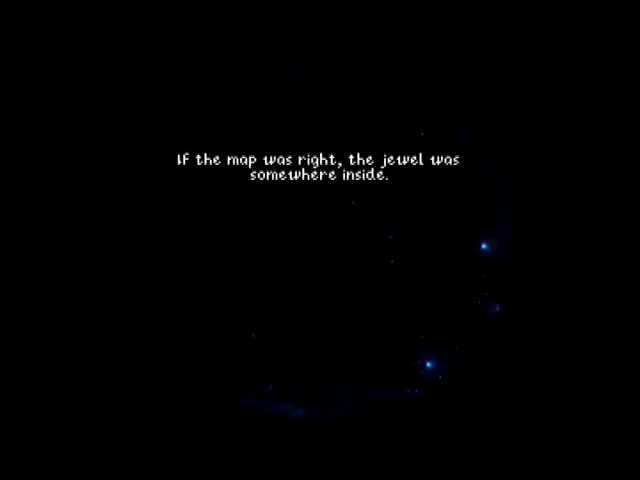 If the map was right, the jewel was
somewhere inside.